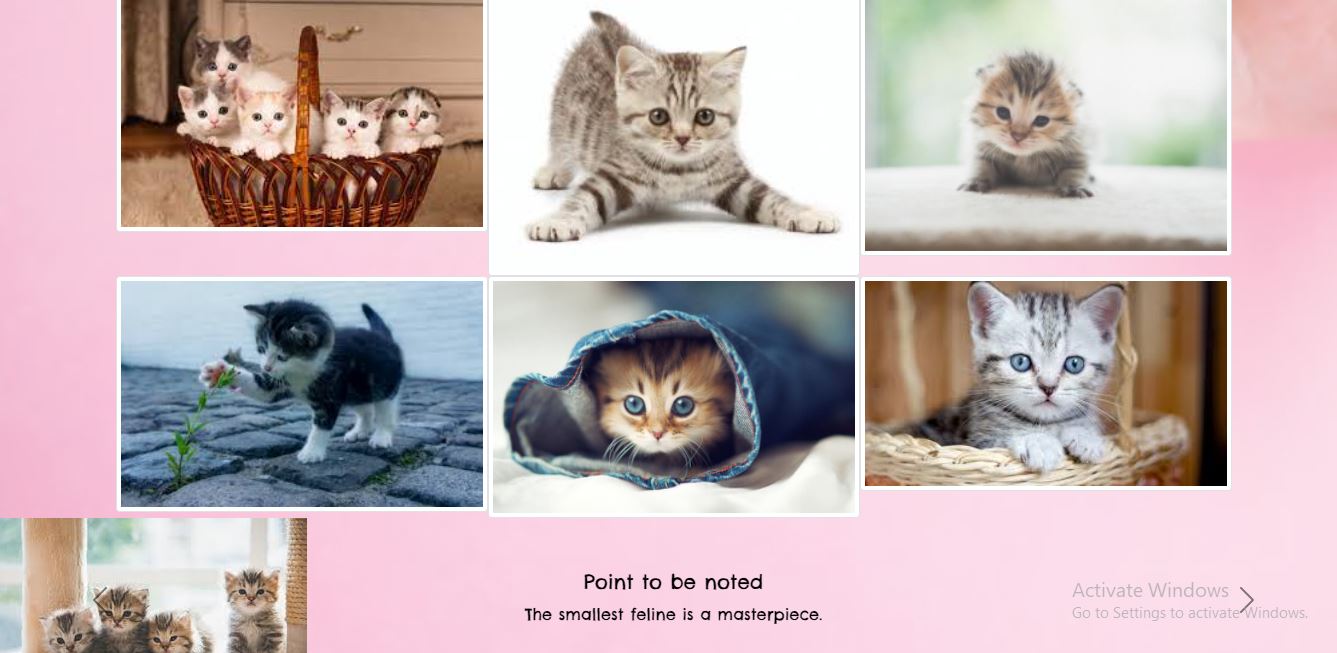 Point to be noted
The smallest feline is a masterpiece.
Activate Windows
Go to Settings to activate Windows.